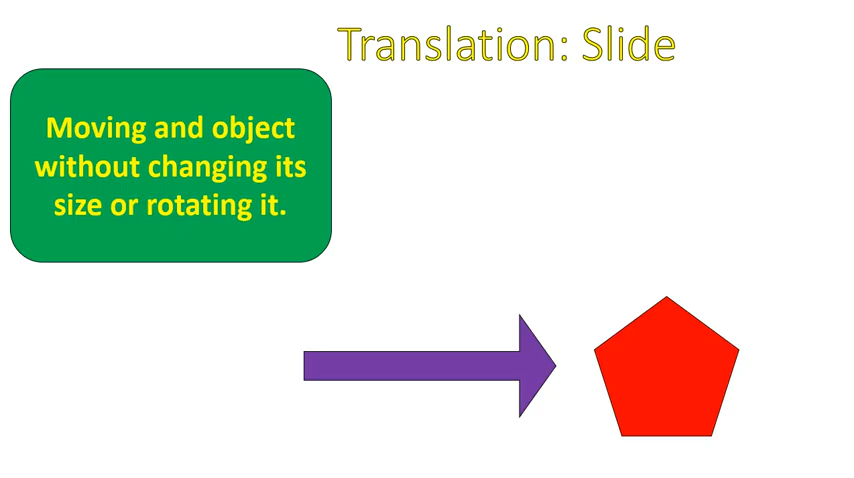 Translation: Slide
Moving and object
without changing its
size or rotating it.